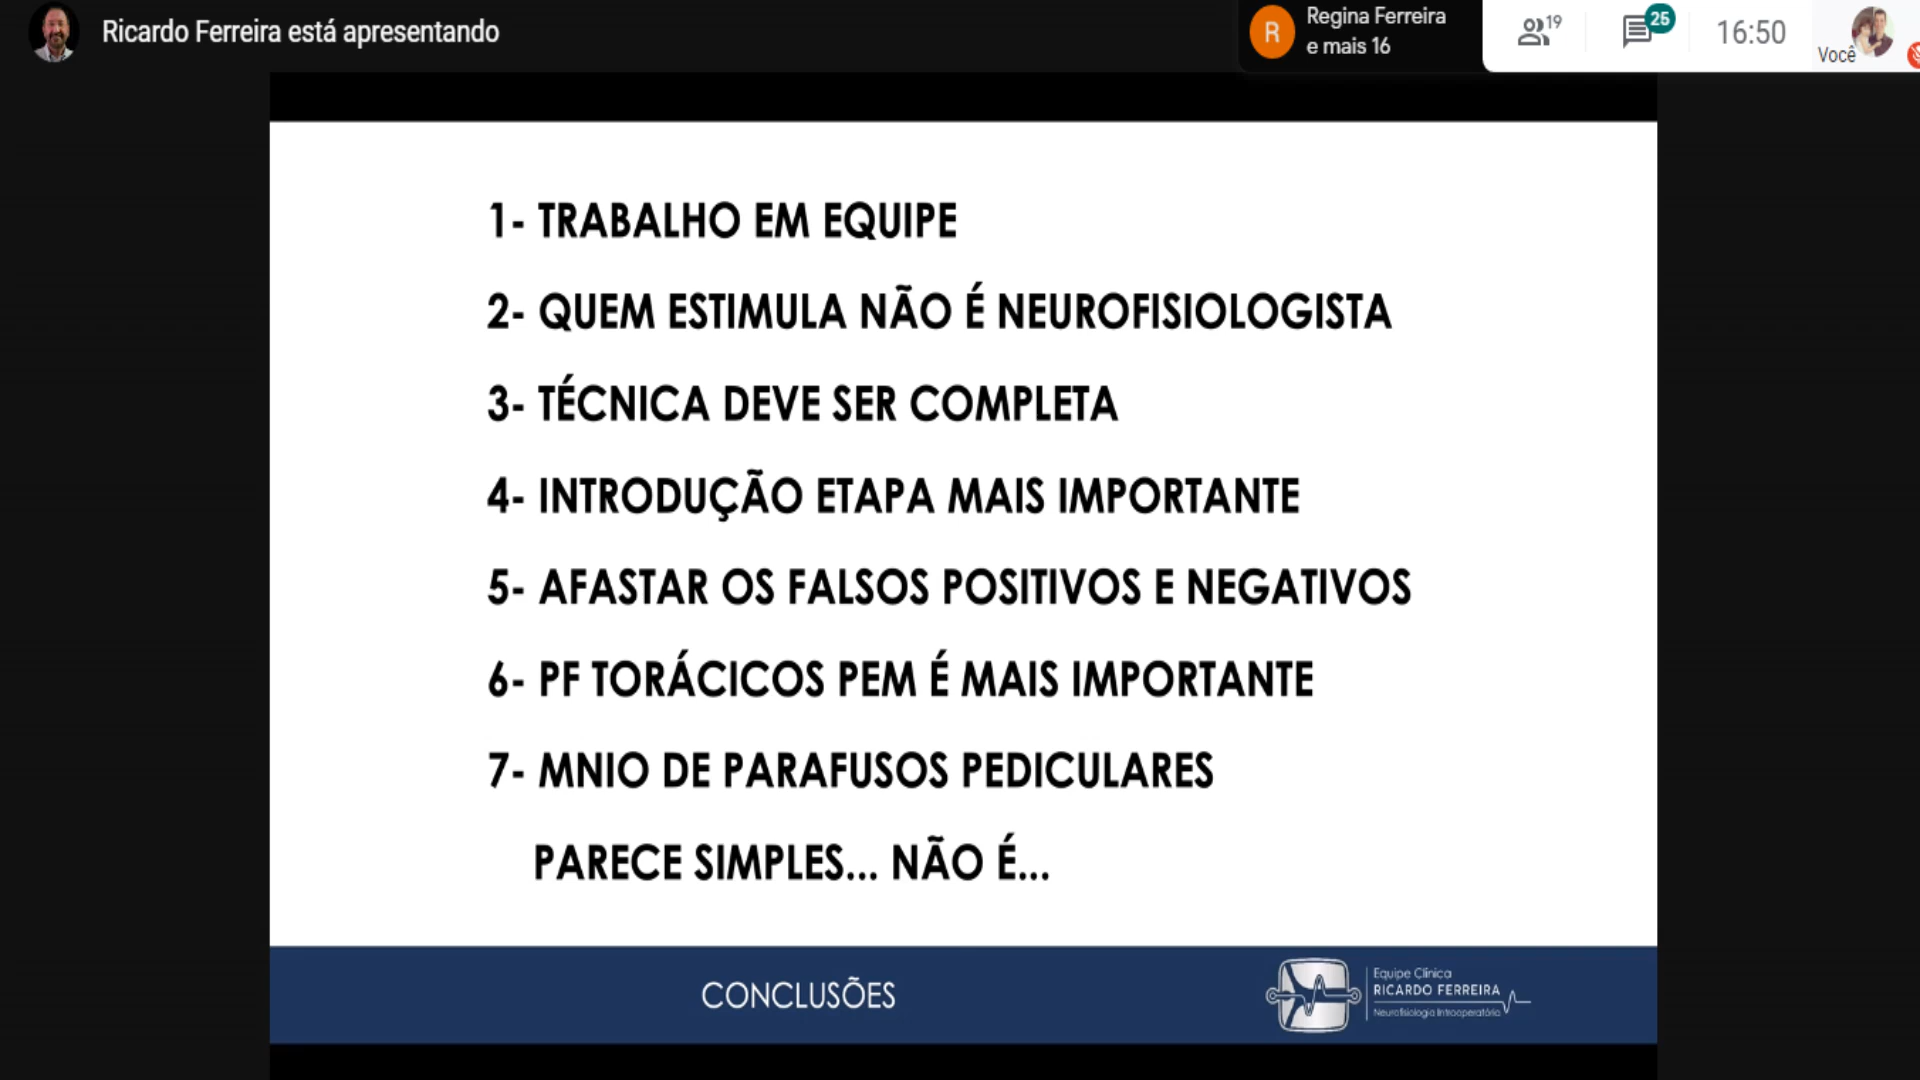 Ricardo Ferreira está apresentando
R
Regina Ferreira
e mais 16
19
25
16:50
Você
1- TRABALHO EM EQUIPE
2- QUEM ESTIMULA NÃO É NEUROFISIOLOGISTA
3- TÉCNICA DEVE SER COMPLETA
4- INTRODUÇÃO ETAPA MAIS IMPORTANTE
5- AFASTAR OS FALSOS POSITIVOS E NEGATIVOS
6- PF TORÁCICOS PEM É MAIS IMPORTANTE
7- MNIO DE PARAFUSOS PEDICULARES
PARECE SIMPLES... NÃO É...
CONCLUSÕES
Equipe Clínica
RICARDO FERREIRA
Neurofisiologia Intraoperatória